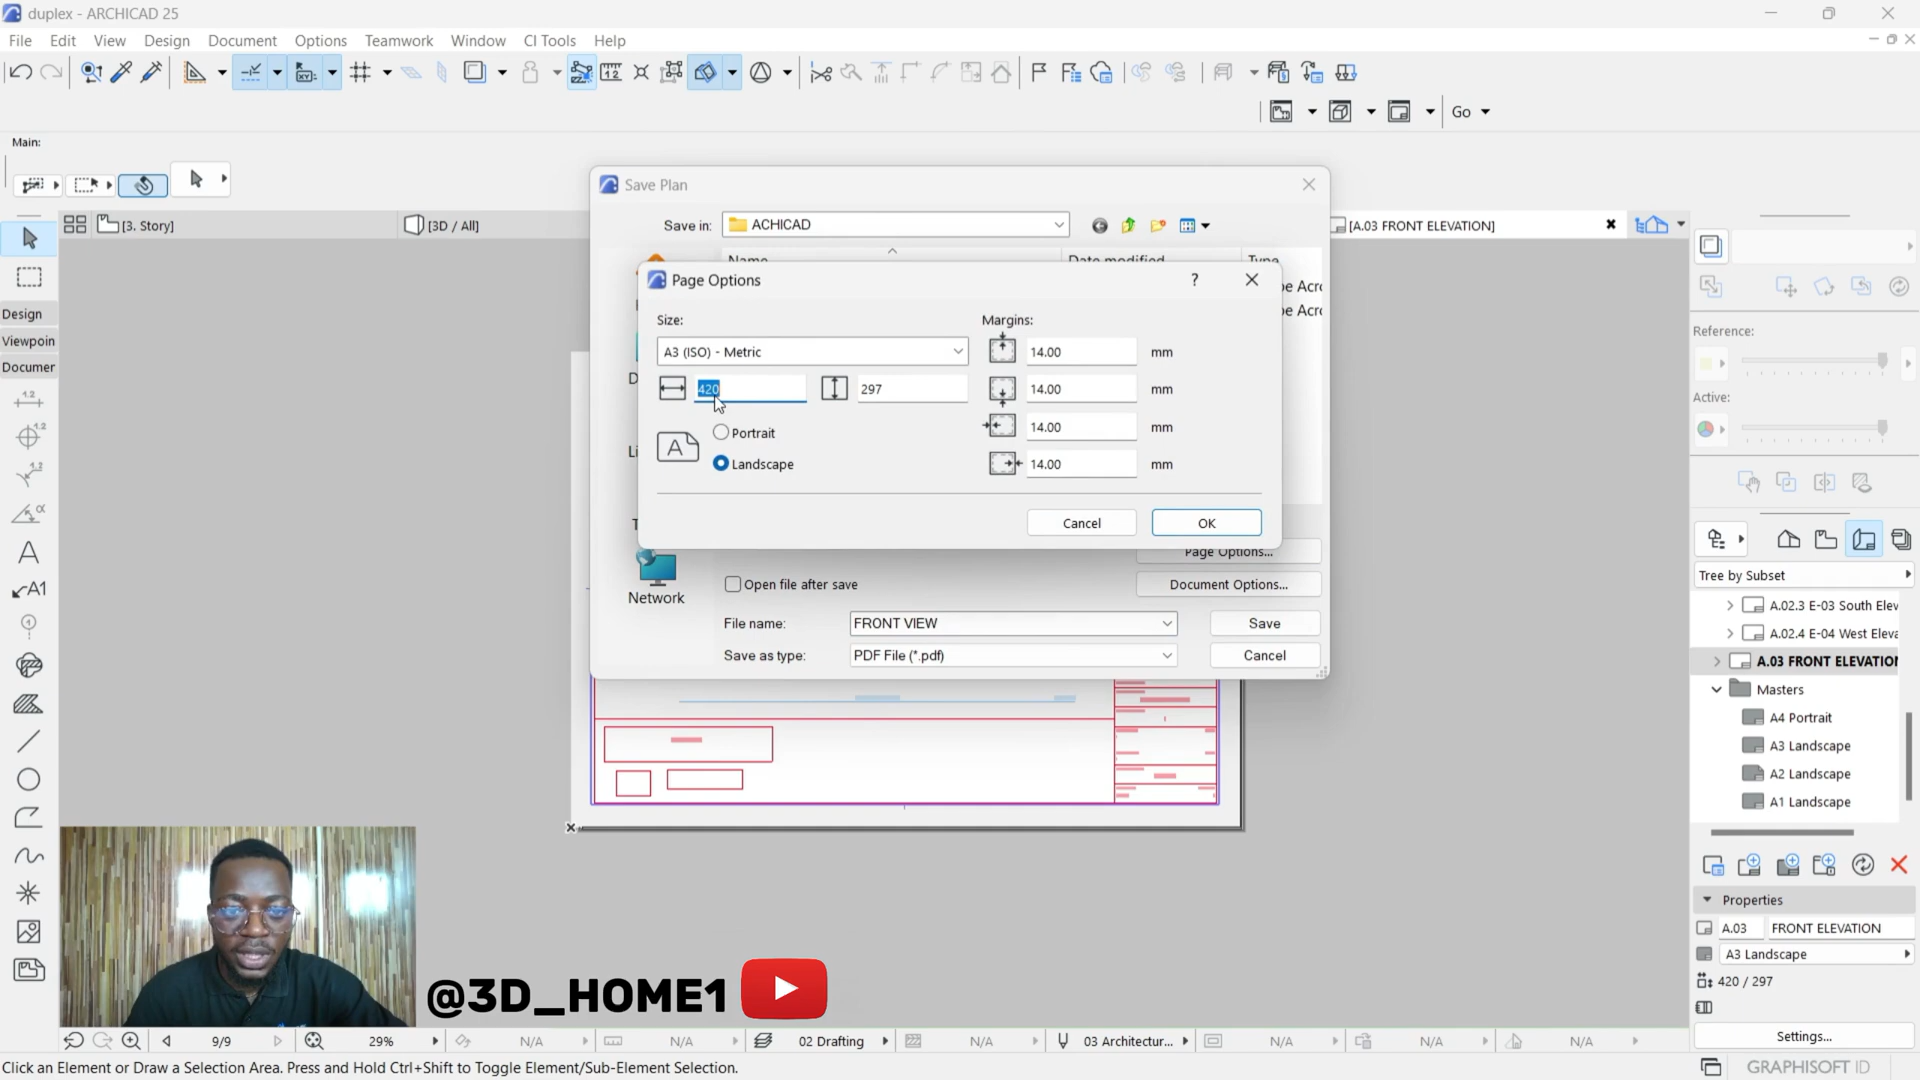 duplex - ARCHICAD 25
File Edit View Design Document Options Teamwork Window CI Tools Help
Go
Main:
[3. Story]
[3D / All]
[A.03 FRONT ELEVATION]
Save Plan
Save in: ACHICAD
Name Date modified Type
Page Options
Size:
A3 (ISO) - Metric
420
297
Portrait
Landscape
A
Margins:
14.00 mm
14.00 mm
14.00 mm
14.00 mm
Cancel
OK
Page Options...
Document Options...
Open file after save
Network
File name: FRONT VIEW
Save
Save as type: PDF File (*.pdf)
Cancel
Design
Viewpoin
Documer
1.2
A
A1
Reference:
Active:
Tree by Subset
A.02.3 E-03 South Elev
A.02.4 E-04 West Eleva
A.03 FRONT ELEVATION
Masters
A4 Portrait
A3 Landscape
A2 Landscape
A1 Landscape
Properties
A.03 FRONT ELEVATION
A3 Landscape
420 / 297
Settings...
@3D_HOME1
9/9 29% N/A N/A 02 Drafting N/A 03 Architectur... N/A N/A N/A
Click an Element or Draw a Selection Area. Press and Hold Ctrl+Shift to Toggle Element/Sub-Element Selection.
GRAPHISOFT ID